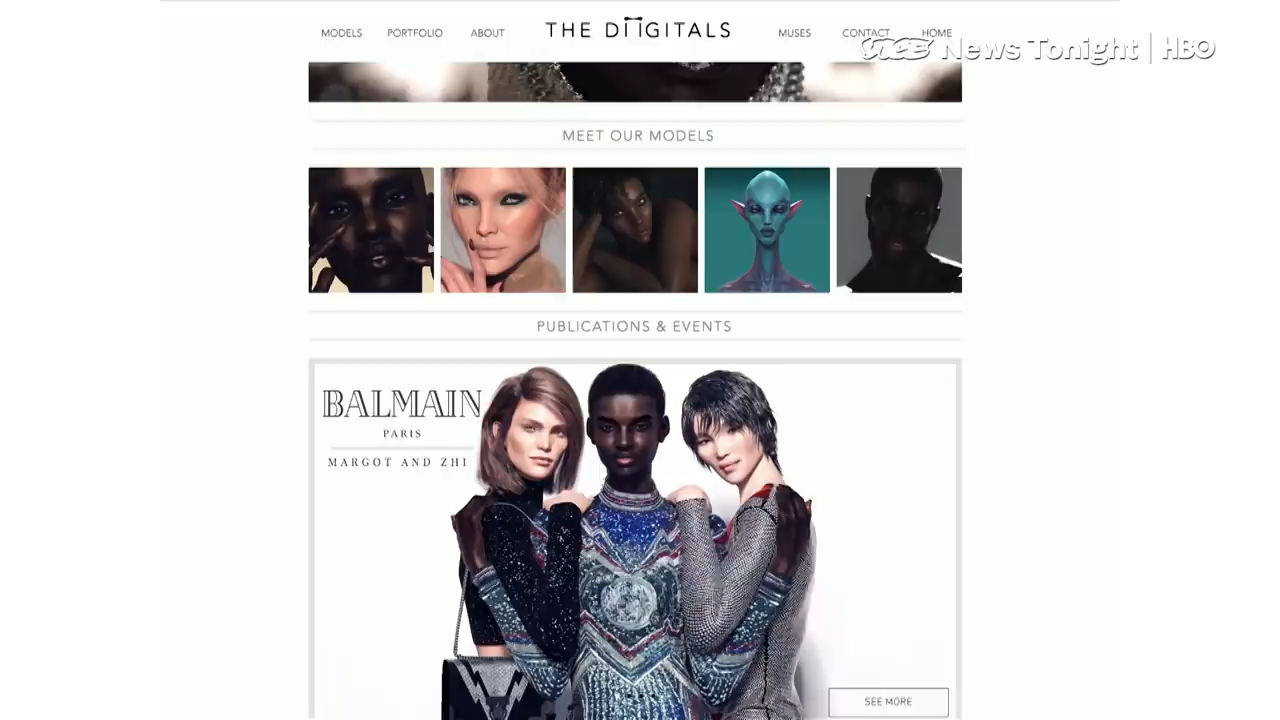 MODELS PORTFOLIO ABOUT THE DIIGITALS MUSES CONTACT HOME
VICE News Tonight | HBO
MEET OUR MODELS
PUBLICATIONS & EVENTS
BALMAIN
PARIS
MARGOT AND ZHI
SEE MORE